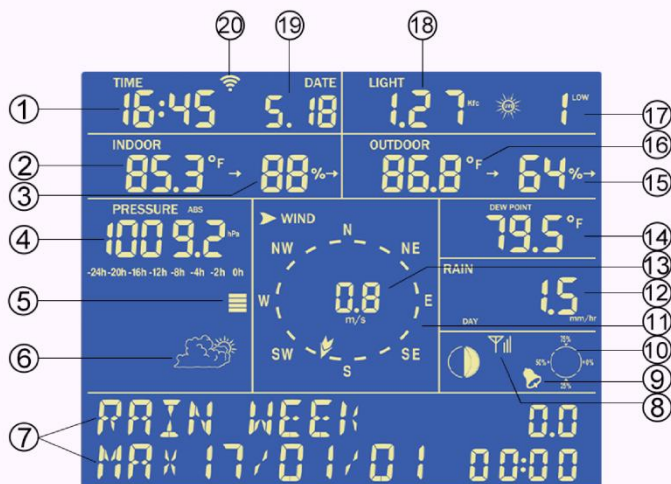 20 19 18
TIME DATE LIGHT
1 16:45 5.18 1.27 Kfc 1 LOW 17
INDOOR OUTDOOR
2 85.3°F → 88%→ 86.8°F → 64%→ 16
3 15
PRESSURE ABS WIND DEW POINT
4 1009.2 hPa N 79.5°F 14
NW NE 13
-24h -20h -16h -12h -8h -4h -2h 0h RAIN
5 W 0.8 E 1.5 12
m/s mm/hr
DAY 11
6 SW S SE 75% 10
50% 0%
25% 9
8
7 RAIN WEEK 0.0
MAX 17/01/01 00:00